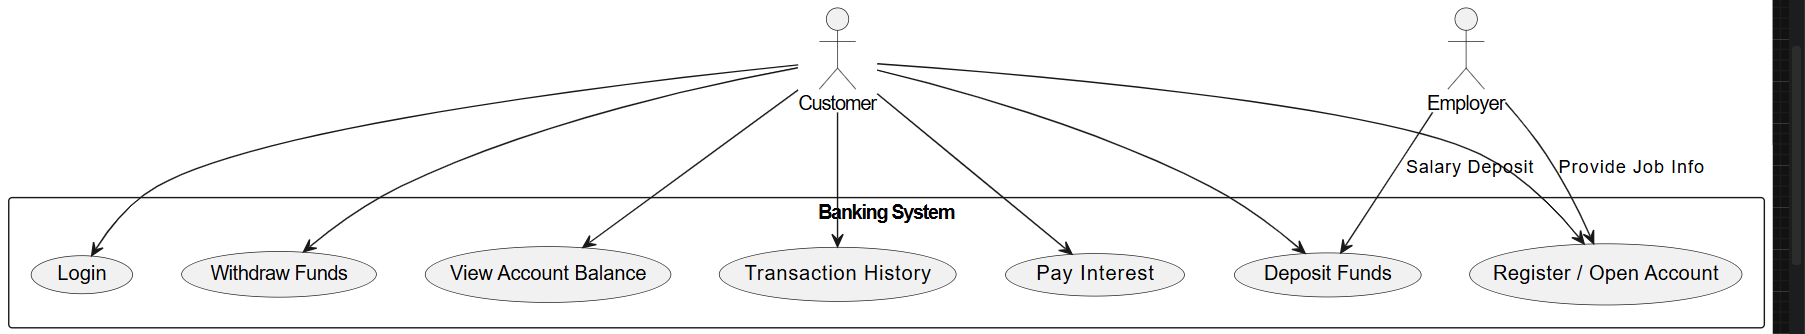 Customer
Employer
Salary Deposit
Provide Job Info
Banking System
Login
Withdraw Funds
View Account Balance
Transaction History
Pay Interest
Deposit Funds
Register / Open Account